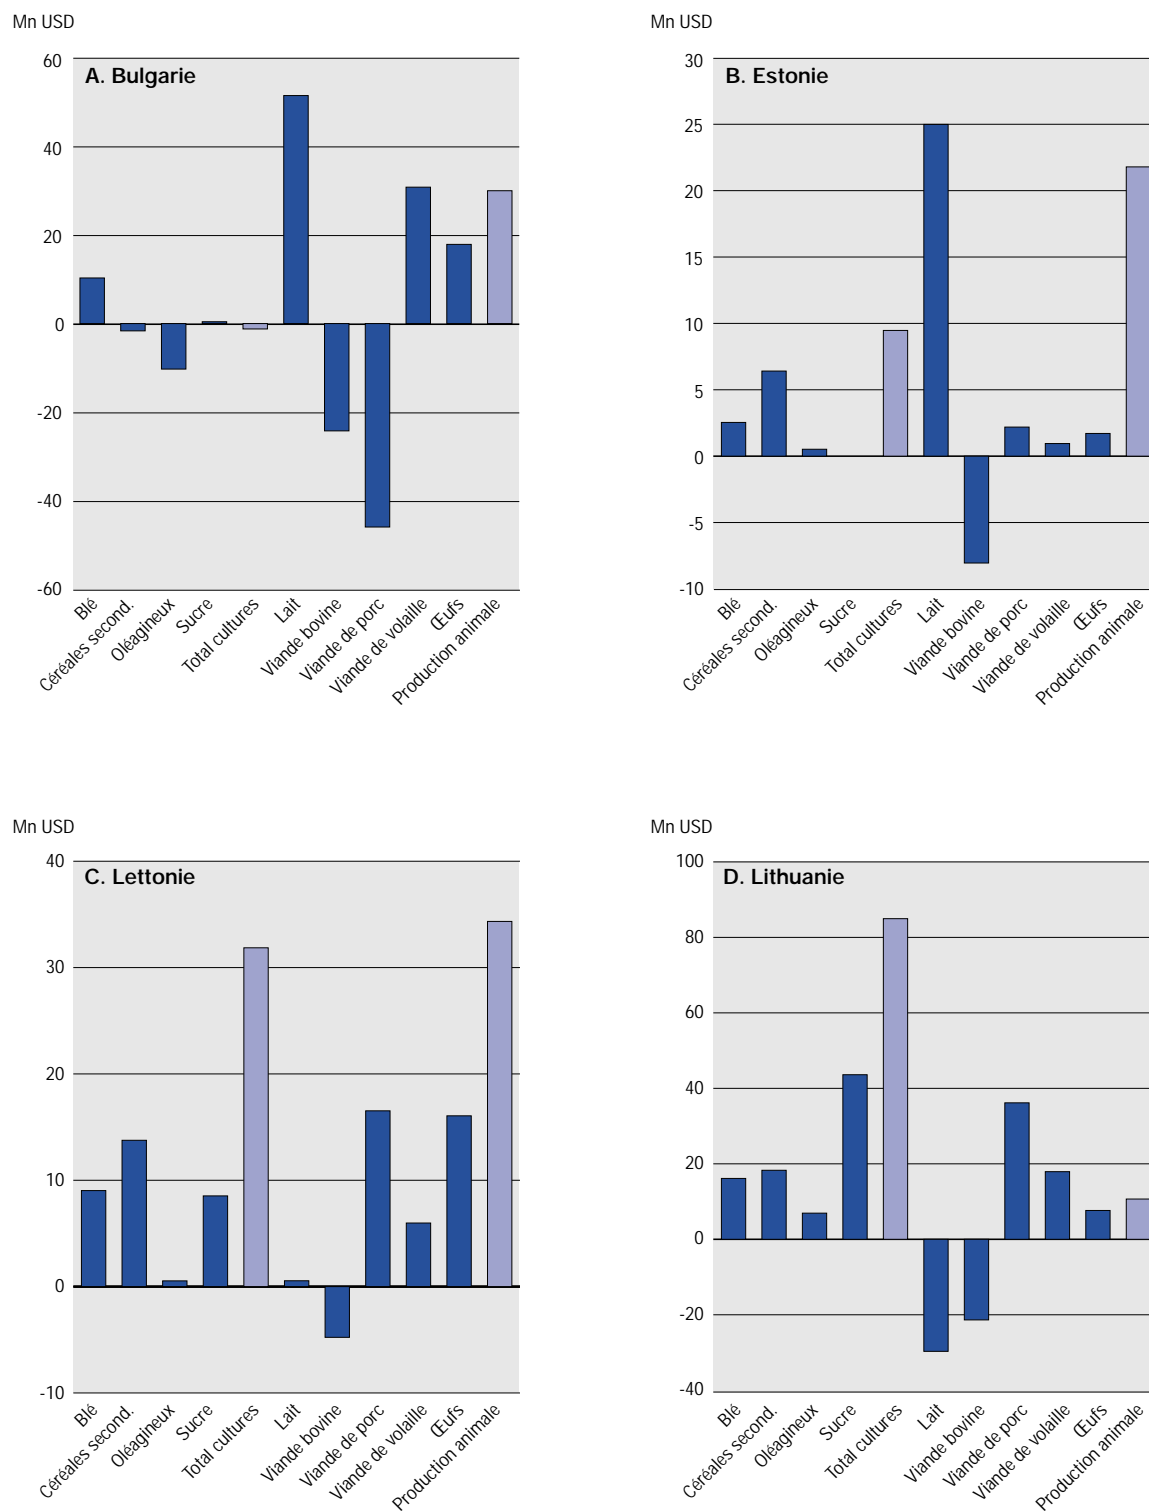 Mn USD
A. Bulgarie
60
40
20
0
-20
-40
-60
Blé
Céréales second.
Oléagineux
Sucre
Total cultures
Lait
Viande bovine
Viande de porc
Viande de volaille
Œufs
Production animale
Mn USD
B. Estonie
30
25
20
15
10
5
0
-5
-10
Blé
Céréales second.
Oléagineux
Sucre
Total cultures
Lait
Viande bovine
Viande de porc
Viande de volaille
Œufs
Production animale
Mn USD
C. Lettonie
40
30
20
10
0
-10
Blé
Céréales second.
Oléagineux
Sucre
Total cultures
Lait
Viande bovine
Viande de porc
Viande de volaille
Œufs
Production animale
Mn USD
D. Lithuanie
100
80
60
40
20
0
-20
-40
Blé
Céréales second.
Oléagineux
Sucre
Total cultures
Lait
Viande bovine
Viande de porc
Viande de volaille
Œufs
Production animale